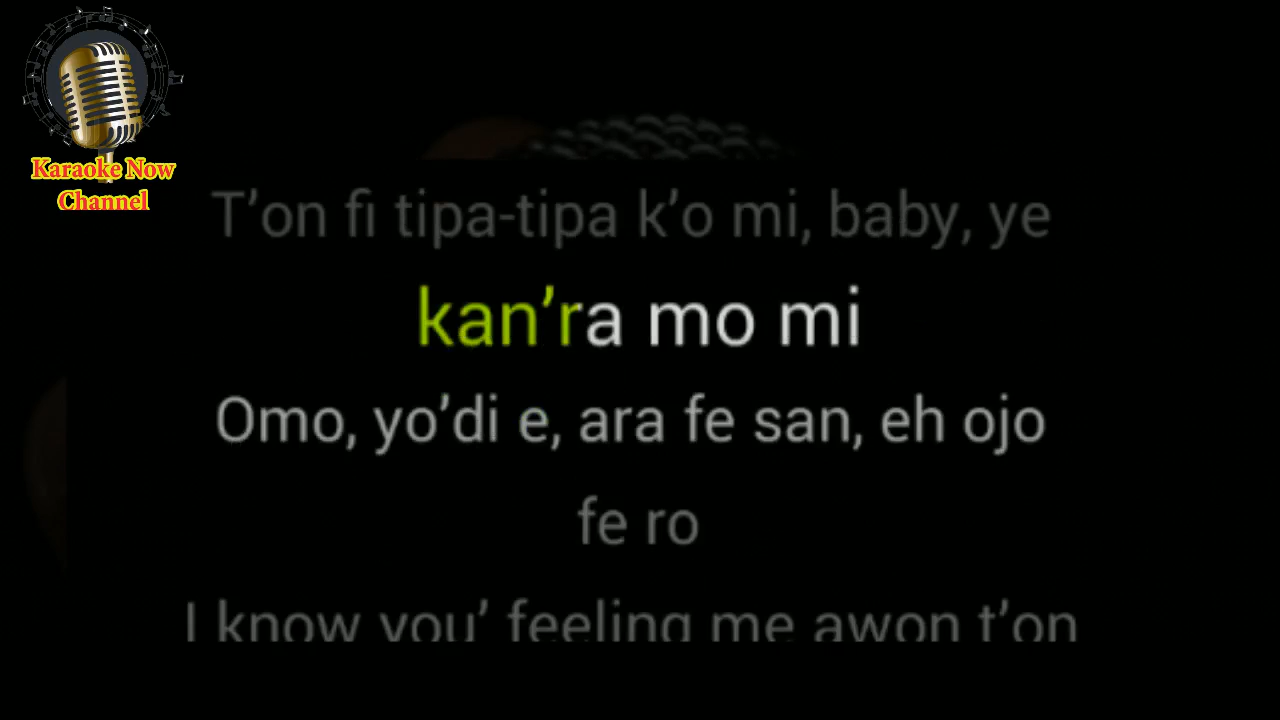 Karaoke Now
Channel
T’on fi tipa-tipa k’o mi, baby, ye
kan’ra mo mi
Omo, yo’di e, ara fe san, eh ojo
fe ro
I know you’ feeling me awon t’on